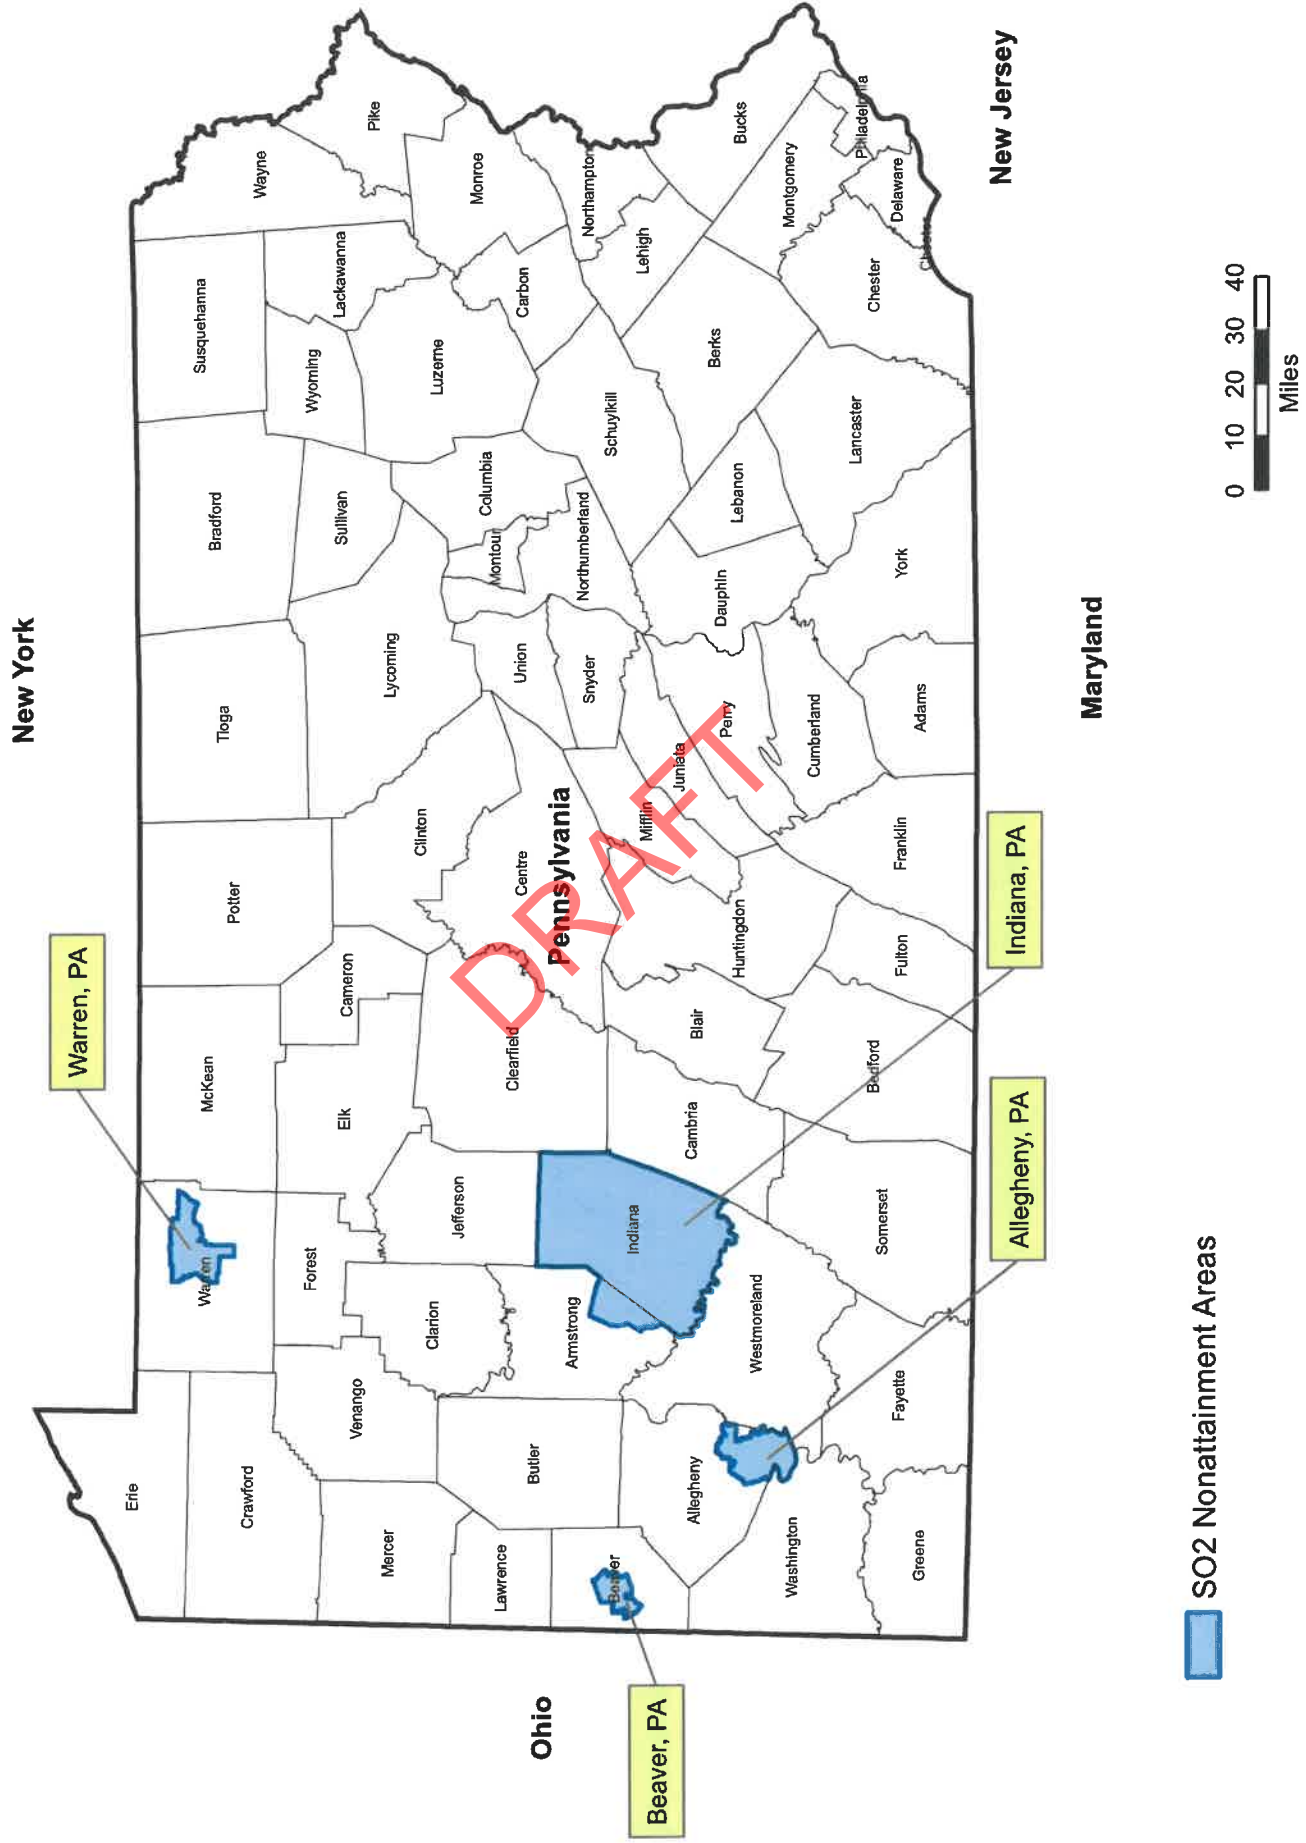 New York
Warren, PA
Erie
Warren
McKean
Potter
Tioga
Bradford
Susquehanna
Wayne
Crawford
Forest
Elk
Cameron
Clinton
Lycoming
Sullivan
Wyoming
Lackawanna
Pike
Mercer
Venango
Clarion
Jefferson
Clearfield
Centre
Union
Montour
Columbia
Luzerne
Monroe
Lawrence
Butler
Armstrong
Indiana
Pennsylvania
Snyder
Northumberland
Schuylkill
Carbon
Northampton
Ohio
Beaver, PA
Beaver
Allegheny
Westmoreland
Cambria
Blair
Huntingdon
Mifflin
Juniata
Perry
Dauphin
Lebanon
Berks
Lehigh
Bucks
Washington
Somerset
Bedford
Fulton
Franklin
Cumberland
Adams
York
Lancaster
Chester
Montgomery
Delaware
Philadelphia
Greene
Fayette
DRAFT
Allegheny, PA
Indiana, PA
Maryland
New Jersey
SO2 Nonattainment Areas
0 10 20 30 40
Miles